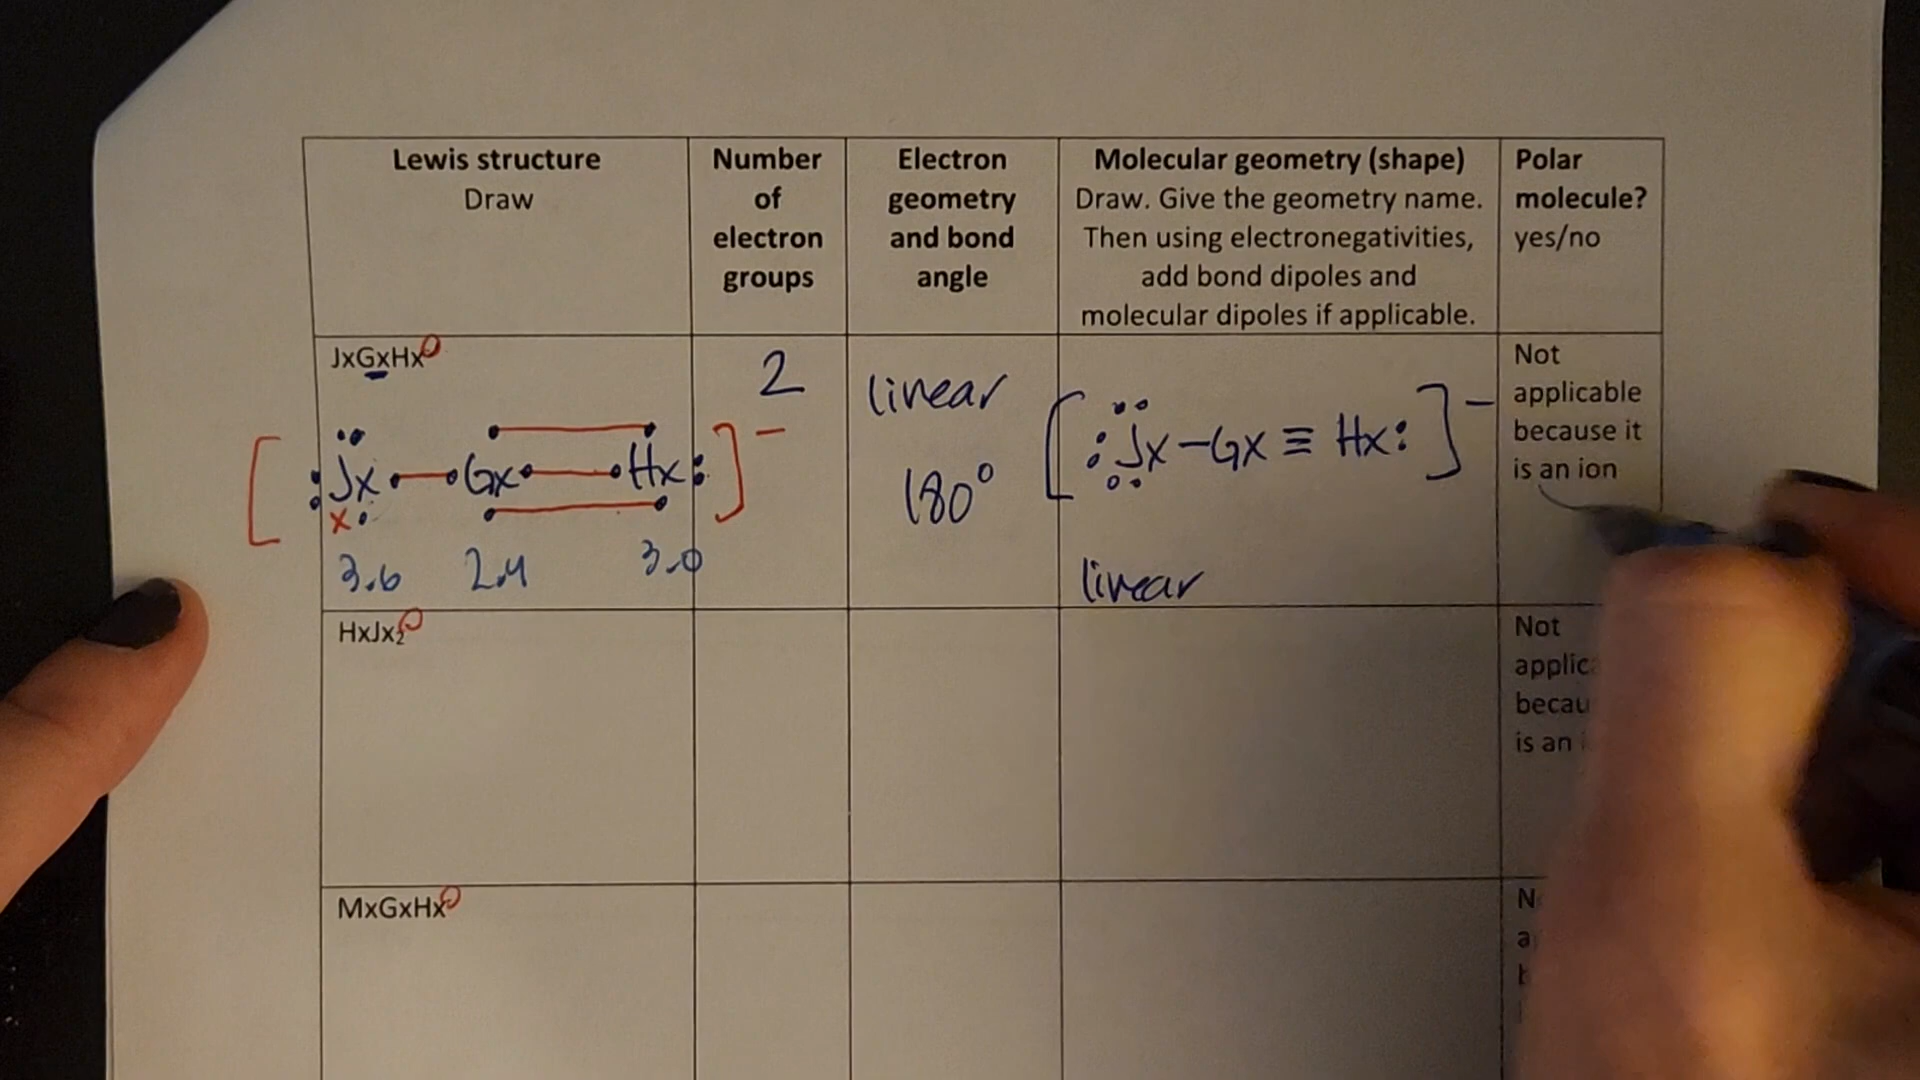 Lewis structure
Draw
Number
of
electron
groups
Electron
geometry
and bond
angle
Molecular geometry (shape)
Draw. Give the geometry name.
Then using electronegativities,
add bond dipoles and
molecular dipoles if applicable.
Polar
molecule?
yes/no
JxGxHx⁻
[:Jx—Gx≡Hx:]⁻
x
3.6 2.4 3.0
2
linear
180°
[:Jx—Gx≡Hx:]⁻
linear
Not
applicable
because it
is an ion
HxJx₂⁻
Not
is an
MxGxHx⁻